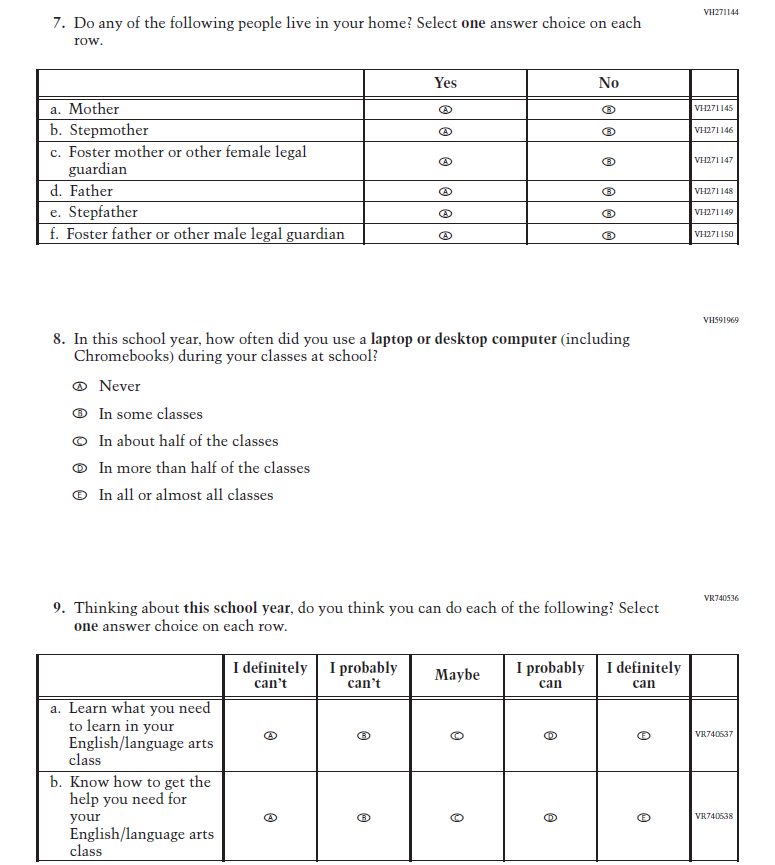 VH271144
7. Do any of the following people live in your home? Select one answer choice on each
row.
Yes No
a. Mother Ⓐ Ⓑ VH271145
b. Stepmother Ⓐ Ⓑ VH271146
c. Foster mother or other female legal
guardian Ⓐ Ⓑ VH271147
d. Father Ⓐ Ⓑ VH271148
e. Stepfather Ⓐ Ⓑ VH271149
f. Foster father or other male legal guardian Ⓐ Ⓑ VH271150
VH591969
8. In this school year, how often did you use a laptop or desktop computer (including
Chromebooks) during your classes at school?
Ⓐ Never
Ⓑ In some classes
Ⓒ In about half of the classes
Ⓓ In more than half of the classes
Ⓔ In all or almost all classes
VR740536
9. Thinking about this school year, do you think you can do each of the following? Select
one answer choice on each row.
I definitely I probably Maybe I probably I definitely
can't can't can can
a. Learn what you need
to learn in your
English/language arts Ⓐ Ⓑ Ⓒ Ⓓ Ⓔ VR740537
class
b. Know how to get the
help you need for
your Ⓐ Ⓑ Ⓒ Ⓓ Ⓔ VR740538
English/language arts
class